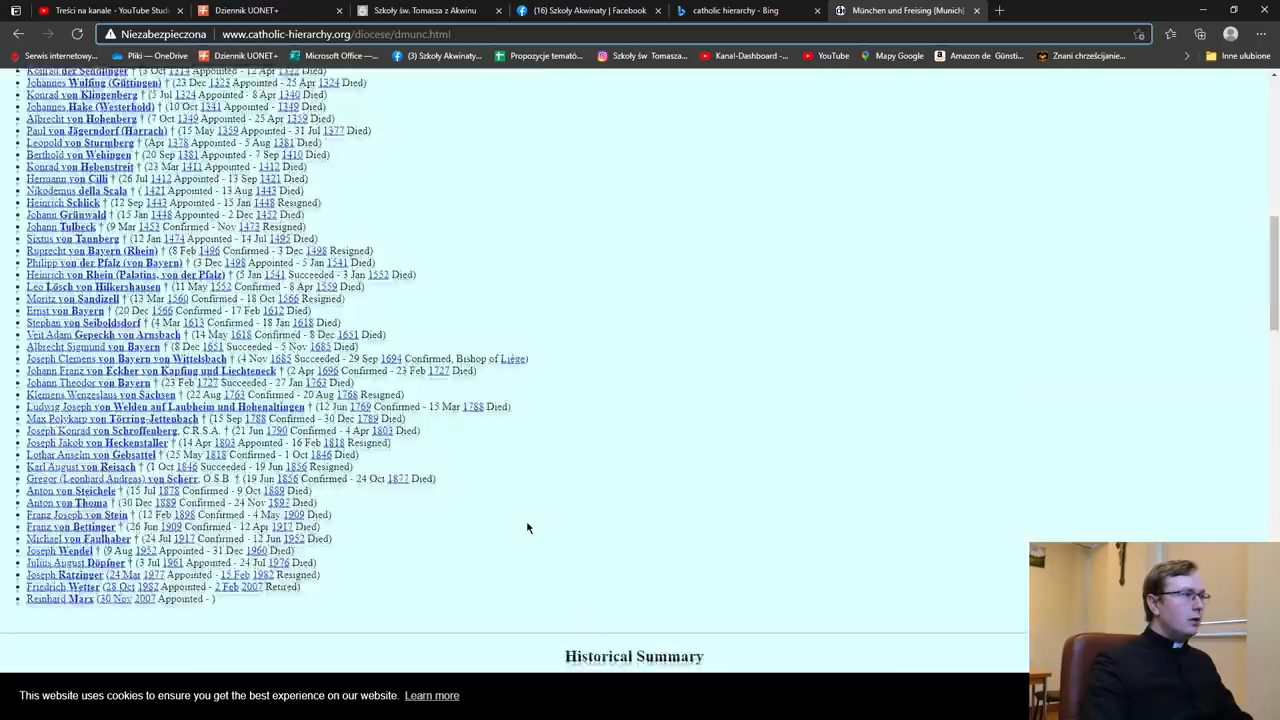 Treści na kanale - YouTube Stud
Dziennik UONET+
Szkoły św. Tomasza z Akwinu
(16) Szkoły Akwinaty | Facebook
catholic hierarchy - Bing
München und Freising (Munich)
Niezabezpieczona
www.catholic-hierarchy.org/diocese/dmunc.html
Serwis internetowy...
Pliki — OneDrive
Dziennik UONET+
Microsoft Office —...
(3) Szkoły Akwinaty...
Propozycje temató...
Szkoły św. Tomasza...
Kanal-Dashboard -...
YouTube
Mapy Google
Amazon de Günsti...
Znani chrześcijanie...
Inne ulubione
Konrad der Sendlinger † (3 Oct 1314 Appointed - 12 Apr 1322 Died)
Johannes Wulfing (Güttingen) † (23 Dec 1323 Appointed - 25 Apr 1324 Died)
Konrad von Klingenberg † (5 Jul 1324 Appointed - 8 Apr 1340 Died)
Johannes Hake (Westerhold) † (10 Oct 1341 Appointed - 1349 Died)
Albrecht von Hohenberg † (7 Oct 1349 Appointed - 25 Apr 1359 Died)
Paul von Jägerndorf (Harrach) † (15 May 1359 Appointed - 31 Jul 1377 Died)
Leopold von Sturmberg † (Apr 1378 Appointed - 5 Aug 1381 Died)
Berthold von Wehingen † (20 Sep 1381 Appointed - 7 Sep 1410 Died)
Konrad von Hebenstreit † (23 Mar 1411 Appointed - 1412 Died)
Hermann von Cilli † (26 Jul 1412 Appointed - 13 Sep 1421 Died)
Nikodemus della Scala † ( 1421 Appointed - 13 Aug 1443 Died)
Heinrich Schlick † (12 Sep 1443 Appointed - 15 Jan 1448 Resigned)
Johann Grünwald † (15 Jan 1448 Appointed - 2 Dec 1452 Died)
Johann Tulbeck † (9 Mar 1453 Confirmed - Nov 1473 Resigned)
Sixtus von Tannberg † (12 Jan 1474 Appointed - 14 Jul 1495 Died)
Ruprecht von Bayern (Rhein) † (8 Feb 1496 Confirmed - 3 Dec 1498 Resigned)
Philipp von der Pfalz (von Bayern) † (3 Dec 1498 Appointed - 5 Jan 1541 Died)
Heinrich von Rhein (Palatins, von der Pfalz) † (5 Jan 1541 Succeeded - 3 Jan 1552 Died)
Leo Lösch von Hilkershausen † (11 May 1552 Confirmed - 8 Apr 1559 Died)
Moritz von Sandizell † (13 Mar 1560 Confirmed - 18 Oct 1566 Resigned)
Ernst von Bayern † (20 Dec 1566 Confirmed - 17 Feb 1612 Died)
Stephan von Seiboldsdorf † (4 Mar 1613 Confirmed - 18 Jan 1618 Died)
Veit Adam Gepeckh von Arnsbach † (14 May 1618 Confirmed - 8 Dec 1651 Died)
Albrecht Sigmund von Bayern † (8 Dec 1651 Succeeded - 5 Nov 1685 Died)
Joseph Clemens von Bayern von Wittelsbach † (4 Nov 1685 Succeeded - 29 Sep 1694 Confirmed, Bishop of Liège)
Johann Franz von Eckher von Kapfing und Liechteneck † (2 Apr 1696 Confirmed - 23 Feb 1727 Died)
Johann Theodor von Bayern † (23 Feb 1727 Succeeded - 27 Jan 1763 Died)
Klemens Wenzeslaus von Sachsen † (22 Aug 1763 Confirmed - 20 Aug 1768 Resigned)
Ludwig Joseph von Welden auf Laubheim und Hohenaltingen † (12 Jun 1769 Confirmed - 15 Mar 1788 Died)
Max Polykarp von Törring-Jettenbach † (15 Sep 1788 Confirmed - 30 Dec 1789 Died)
Joseph Konrad von Schroffenberg, C.R.S.A. † (21 Jun 1790 Confirmed - 4 Apr 1803 Died)
Joseph Jakob von Heckenstaller † (14 Apr 1803 Appointed - 16 Feb 1818 Resigned)
Lothar Anselm von Gebsattel † (25 May 1818 Confirmed - 1 Oct 1846 Died)
Karl August von Reisach † (1 Oct 1846 Succeeded - 19 Jun 1856 Resigned)
Gregor (Leonhard Andreas) von Scherr, O.S.B. † (19 Jun 1856 Confirmed - 24 Oct 1877 Died)
Anton von Steichele † (15 Jul 1878 Confirmed - 9 Oct 1889 Died)
Anton von Thoma † (30 Dec 1889 Confirmed - 24 Nov 1897 Died)
Franz Joseph von Stein † (12 Feb 1898 Confirmed - 4 May 1909 Died)
Franz von Bettinger † (26 Jun 1909 Confirmed - 12 Apr 1917 Died)
Michael von Faulhaber † (24 Jul 1917 Confirmed - 12 Jun 1952 Died)
Joseph Wendel † (9 Aug 1952 Appointed - 31 Dec 1960 Died)
Julius August Döpfner † (3 Jul 1961 Appointed - 24 Jul 1976 Died)
Joseph Ratzinger (24 Mar 1977 Appointed - 15 Feb 1982 Resigned)
Friedrich Wetter (28 Oct 1982 Appointed - 2 Feb 2007 Retired)
Reinhard Marx (30 Nov 2007 Appointed - )
Historical Summary
This website uses cookies to ensure you get the best experience on our website. Learn more